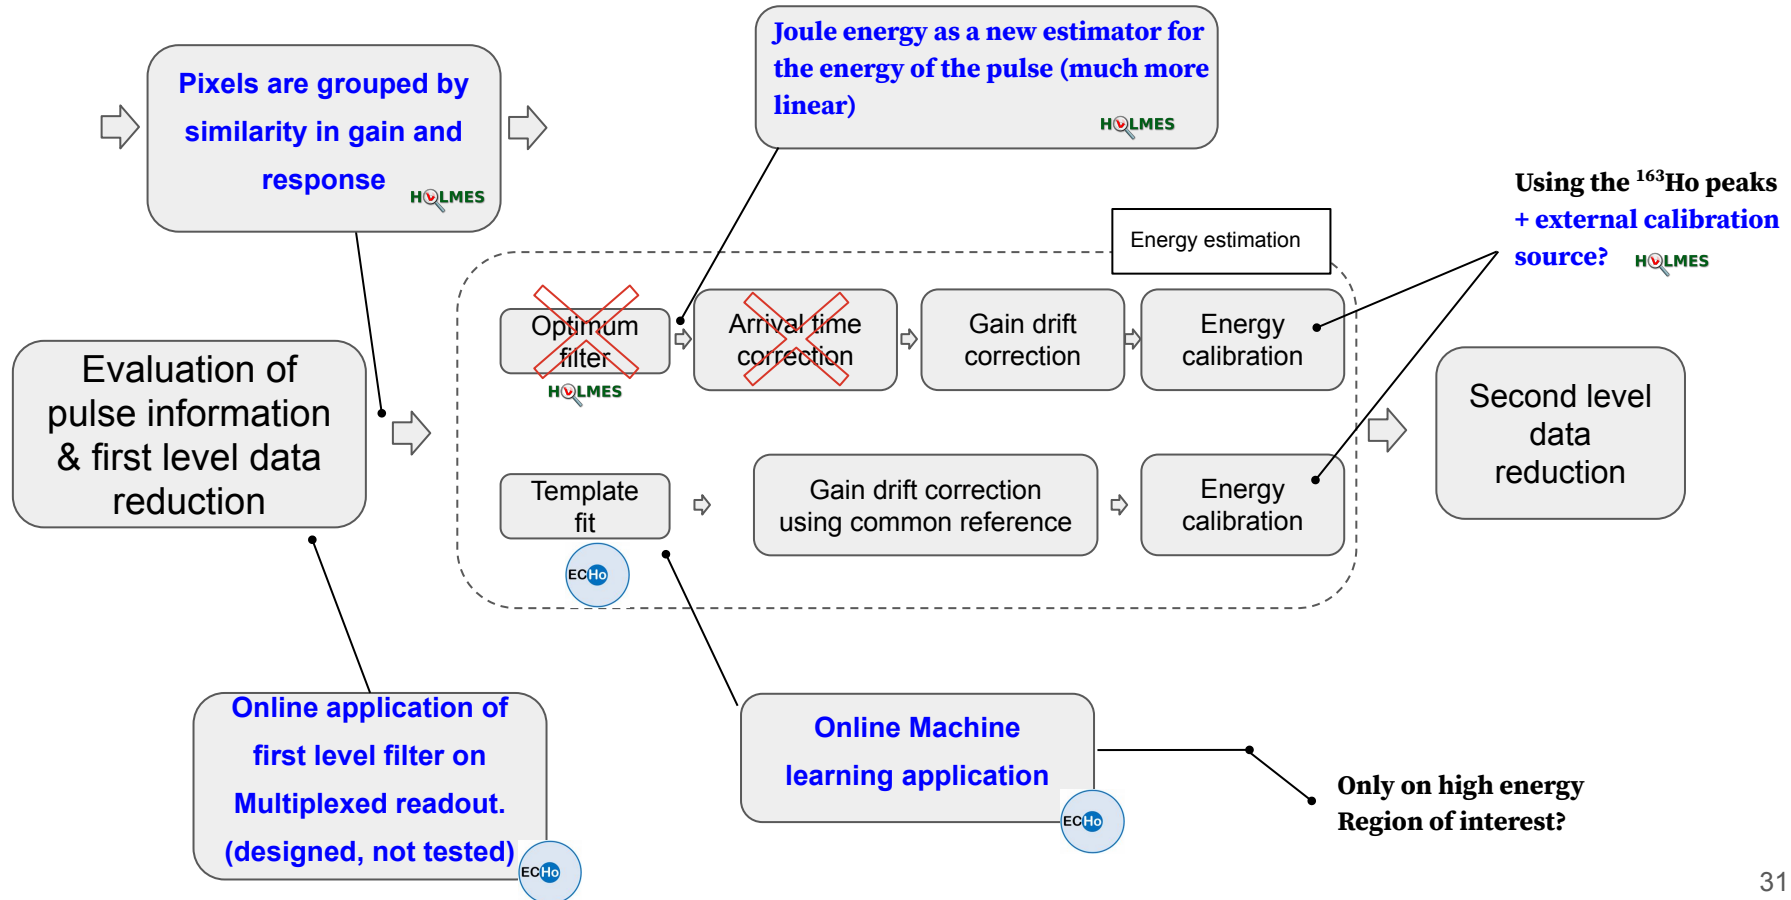 Pixels are grouped by
similarity in gain and
response
HOLMES
Joule energy as a new estimator for
the energy of the pulse (much more
linear)
HOLMES
Using the ¹⁶³Ho peaks
+ external calibration
source?
HOLMES
Energy estimation
Optimum
filter
HOLMES
Arrival time
correction
Gain drift
correction
Energy
calibration
Evaluation of
pulse information
& first level data
reduction
Template
fit
ECHo
Gain drift correction
using common reference
Energy
calibration
Second level
data
reduction
Online application of
first level filter on
Multiplexed readout.
(designed, not tested)
ECHo
Online Machine
learning application
ECHo
Only on high energy
Region of interest?
31